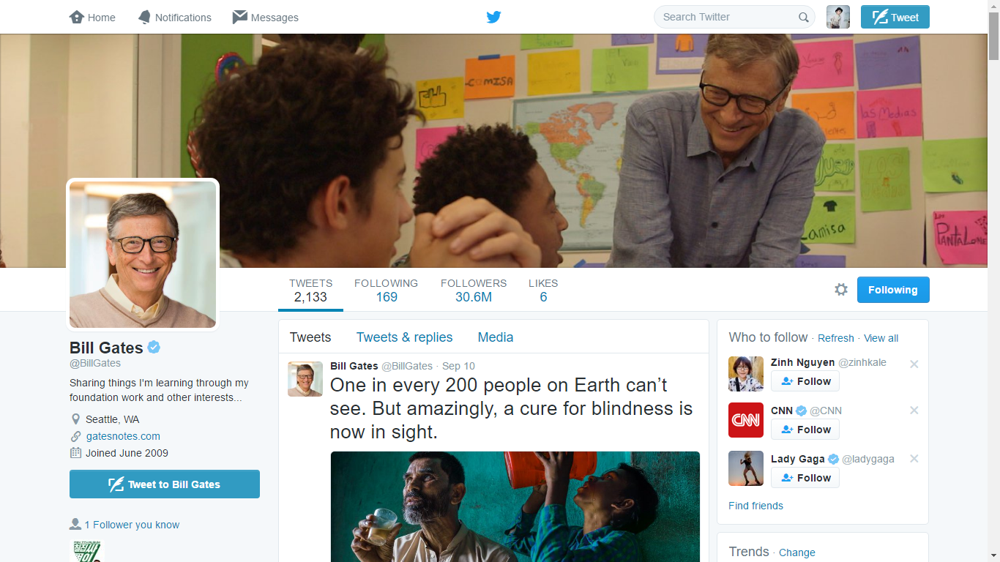 Home
Notifications
Messages
Search Twitter
Tweet
COMISA
las Medias
Camisa
PANTALONE
TWEETS
2,133
FOLLOWING
169
FOLLOWERS
30.6M
LIKES
6
Following
Bill Gates
@BillGates
Sharing things I'm learning through my
foundation work and other interests...
Seattle, WA
gatesnotes.com
Joined June 2009
Tweet to Bill Gates
1 Follower you know
Tweets
Tweets & replies
Media
Bill Gates @BillGates · Sep 10
One in every 200 people on Earth can’t
see. But amazingly, a cure for blindness is
now in sight.
Who to follow · Refresh · View all
Zinh Nguyen @zinhkale
Follow
CNN
CNN @CNN
Follow
Lady Gaga @ladygaga
Follow
Find friends
Trends · Change